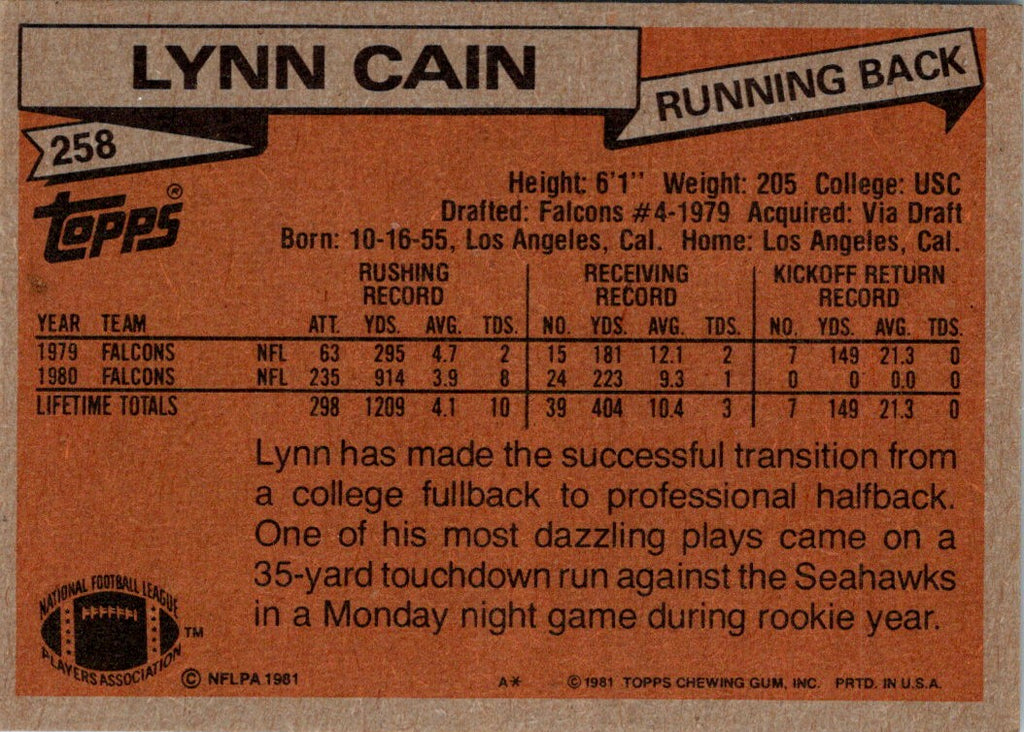 LYNN CAIN
RUNNING BACK
258
TOPPS®
Height: 6'1'' Weight: 205 College: USC
Drafted: Falcons #4-1979 Acquired: Via Draft
Born: 10-16-55, Los Angeles, Cal. Home: Los Angeles, Cal.
RUSHING RECORD RECEIVING RECORD KICKOFF RETURN RECORD
YEAR TEAM ATT. YDS. AVG. TDS. NO. YDS. AVG. TDS. NO. YDS. AVG. TDS.
1979 FALCONS NFL 63 295 4.7 2 15 181 12.1 2 7 149 21.3 0
1980 FALCONS NFL 235 914 3.9 8 24 223 9.3 1 0 0 0.0 0
LIFETIME TOTALS 298 1209 4.1 10 39 404 10.4 3 7 149 21.3 0
Lynn has made the successful transition from
a college fullback to professional halfback.
One of his most dazzling plays came on a
35-yard touchdown run against the Seahawks
in a Monday night game during rookie year.
NATIONAL FOOTBALL LEAGUE
PLAYERS ASSOCIATION
TM
© NFLPA 1981
A* © 1981 TOPPS CHEWING GUM, INC. PRTD. IN U.S.A.